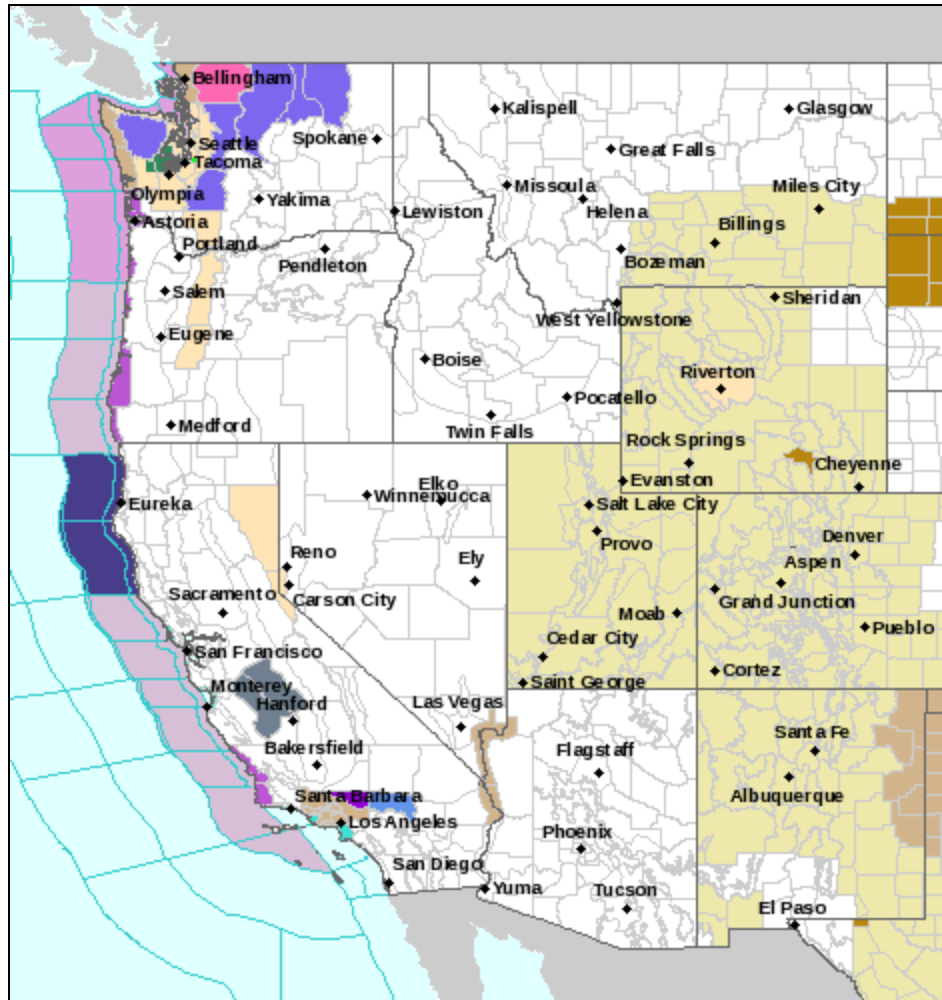 Bellingham
Kalispell
Glasgow
Seattle
Spokane
Great Falls
Tacoma
Olympia
Yakima
Missoula
Miles City
Lewiston
Helena
Astoria
Billings
Portland
Pendleton
Bozeman
Salem
Sheridan
West Yellowstone
Eugene
Boise
Riverton
Pocatello
Medford
Twin Falls
Rock Springs
Cheyenne
Evanston
Elko
Winnemucca
Eureka
Salt Lake City
Provo
Denver
Reno
Ely
Aspen
Sacramento
Carson City
Grand Junction
Moab
Pueblo
Cedar City
San Francisco
Cortez
Saint George
Monterey
Hanford
Las Vegas
Santa Fe
Bakersfield
Flagstaff
Albuquerque
Santa Barbara
Los Angeles
Phoenix
San Diego
Yuma
Tucson
El Paso